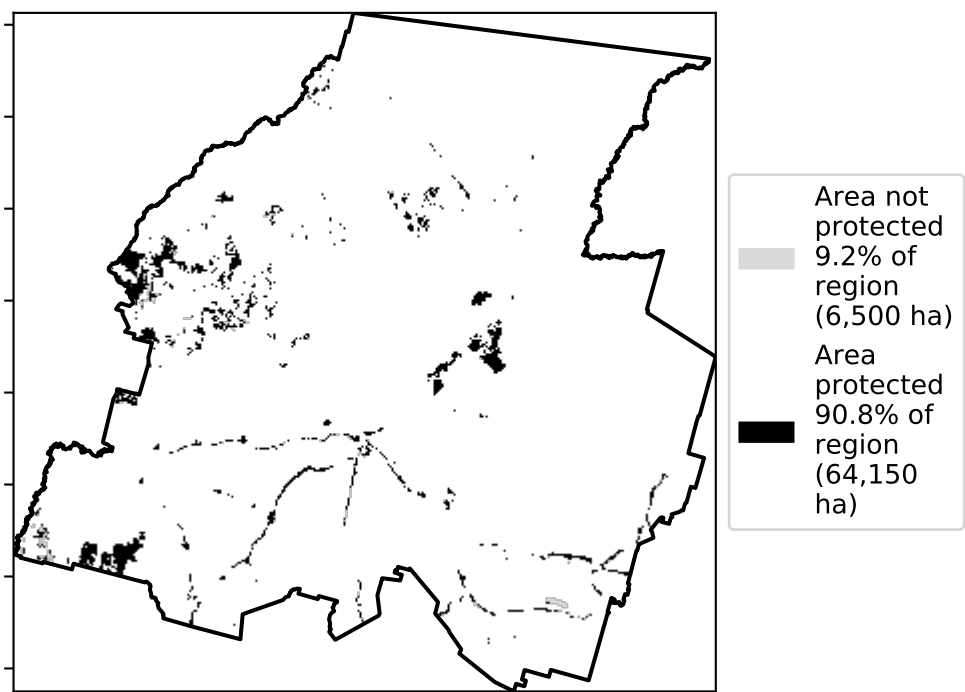 Area not
protected
9.2% of
region
(6,500 ha)
Area
protected
90.8% of
region
(64,150
ha)